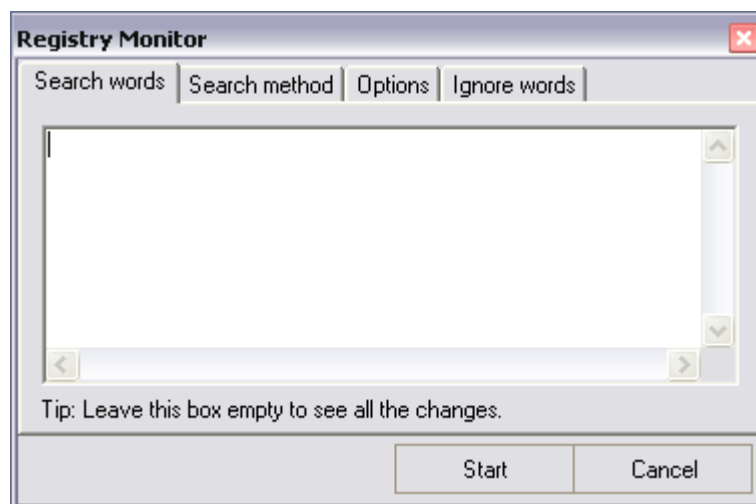 Registry Monitor
Search words Search method Options Ignore words
Tip: Leave this box empty to see all the changes.
Start Cancel